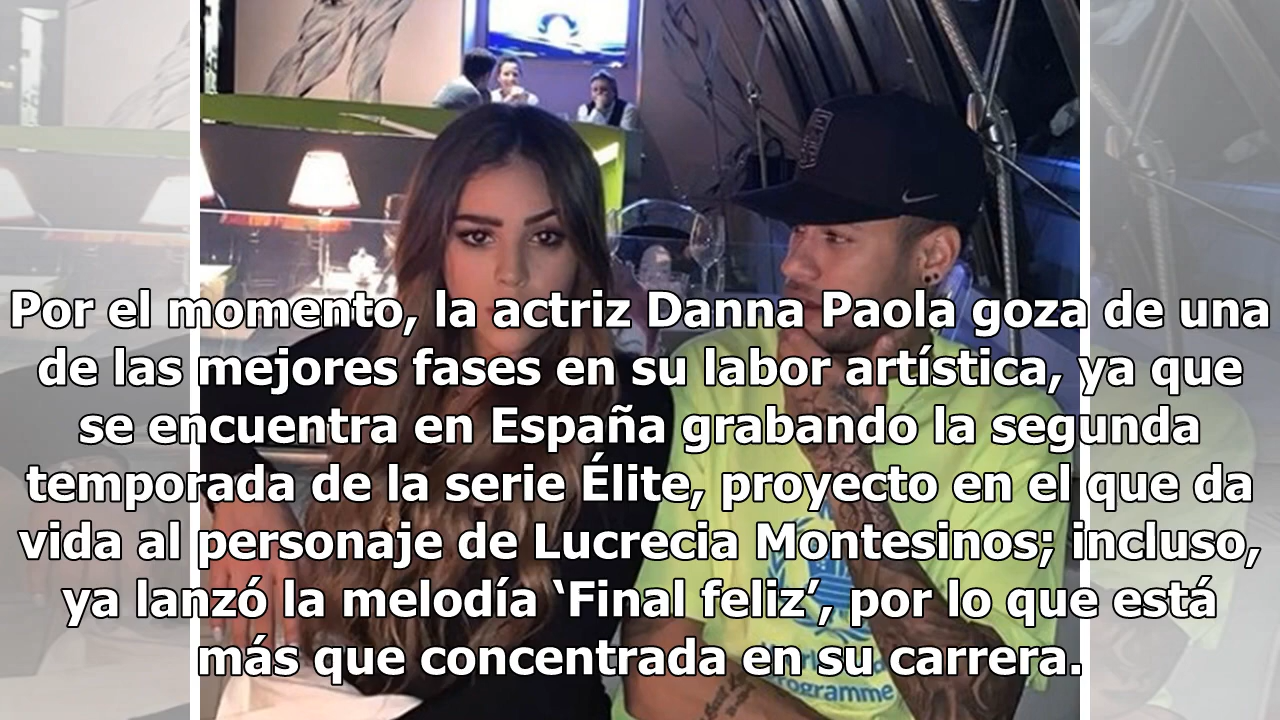 Por el momento, la actriz Danna Paola goza de una
de las mejores fases en su labor artística, ya que
se encuentra en España grabando la segunda
temporada de la serie Élite, proyecto en el que da
vida al personaje de Lucrecia Montesinos; incluso,
ya lanzó la melodía ‘Final feliz’, por lo que está
más que concentrada en su carrera.
rogramme